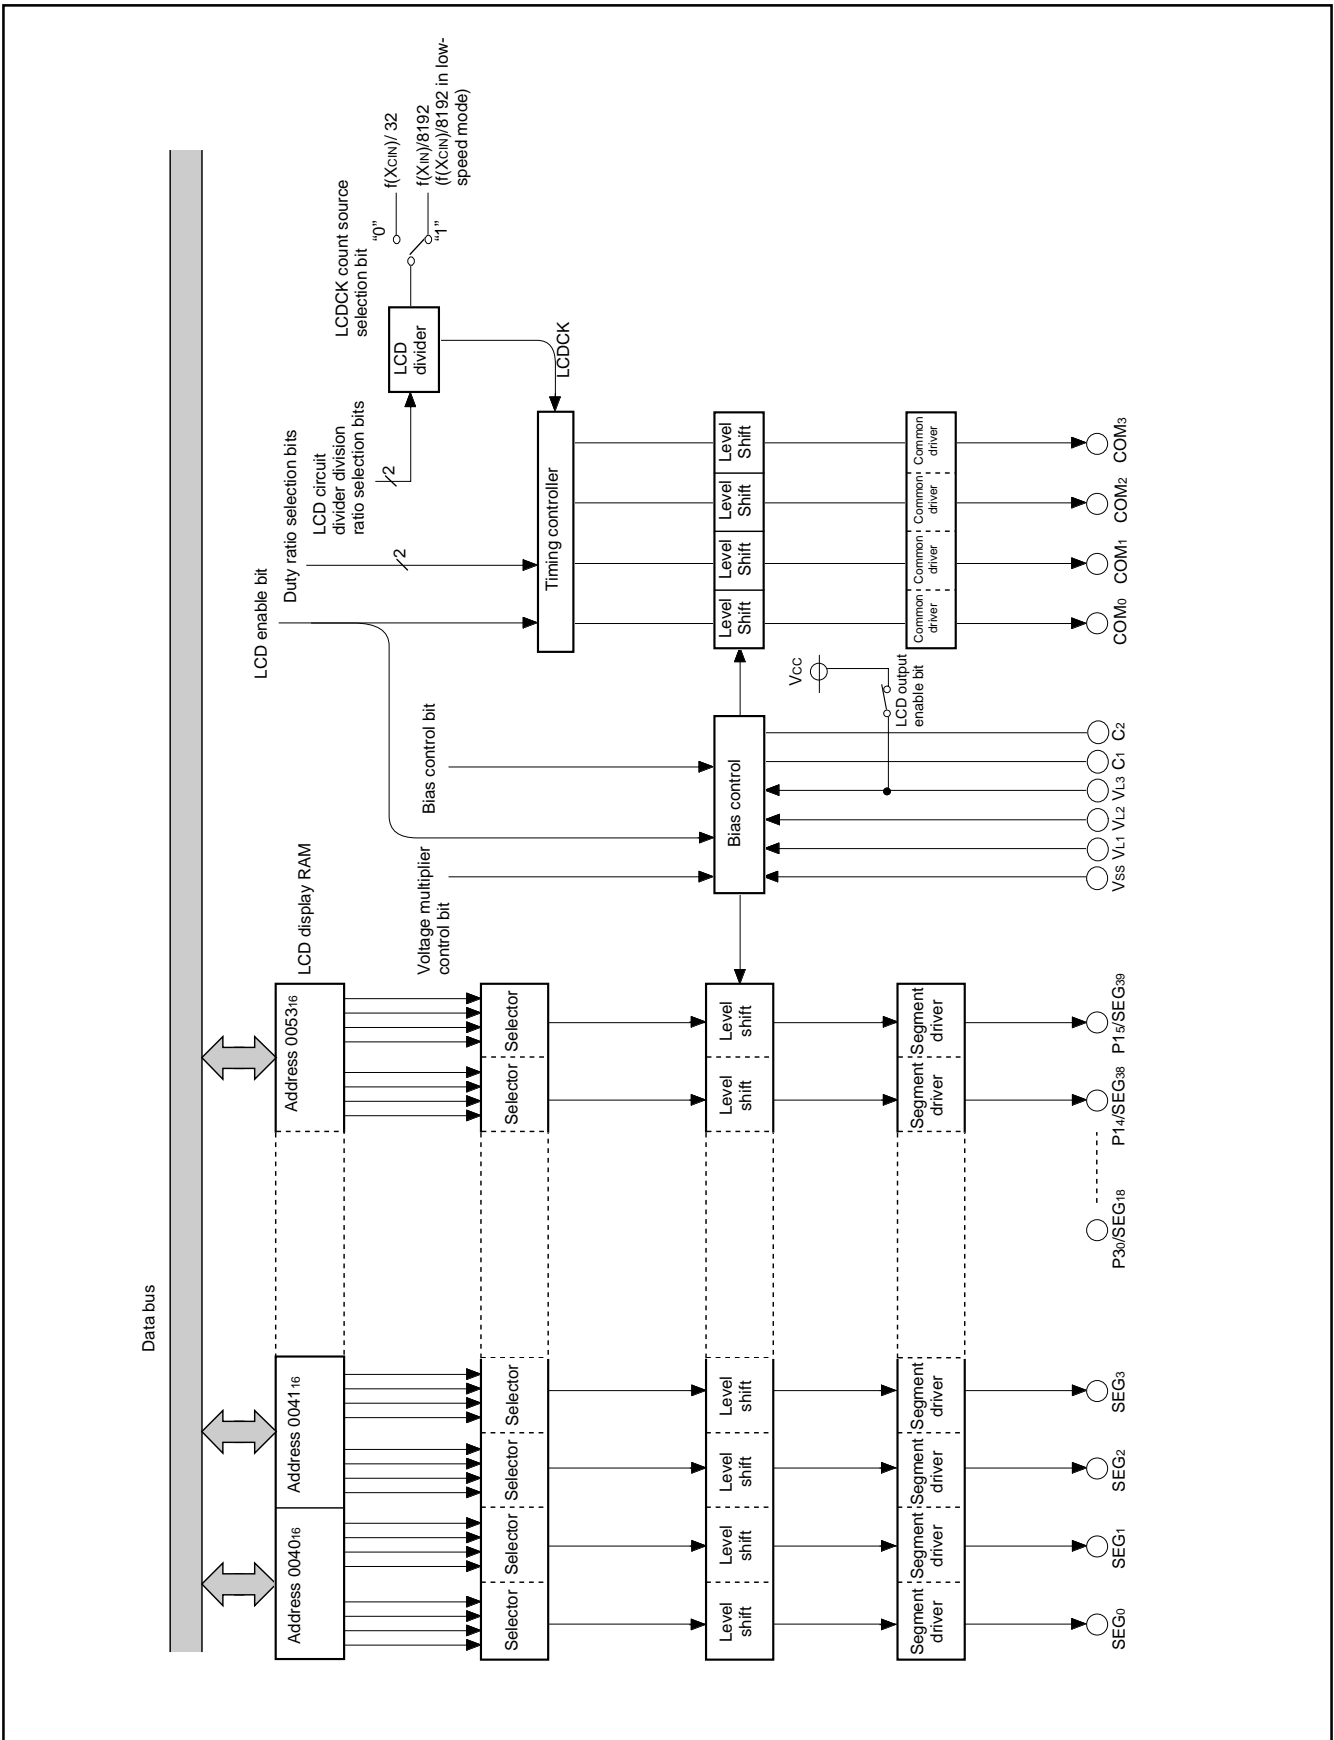 Data bus
LCD display RAM
Address 004016
Address 004116
Address 005316
Selector
Selector
Selector
Selector
Selector
Selector
Level
shift
Level
shift
Level
shift
Level
shift
Level
shift
Level
shift
Segment
driver
Segment
driver
Segment
driver
Segment
driver
Segment
driver
Segment
driver
SEG0
SEG1
SEG2
SEG3
P30/SEG18
P14/SEG38
P15/SEG39
Voltage multiplier
control bit
Bias control bit
LCD enable bit
Duty ratio selection bits
2
LCD circuit
divider division
ratio selection bits
2
LCD
divider
LCDCK count source
selection bit
“0”
“1”
f(XCIN)/ 32
f(XIN)/8192
(f(XCIN)/8192 in low-
speed mode)
LCDCK
Timing controller
Bias control
VCC
LCD output
enable bit
VSS
VL1
VL2
VL3
C1
C2
Level
Shift
Level
Shift
Level
Shift
Level
Shift
Common
driver
Common
driver
Common
driver
Common
driver
COM0
COM1
COM2
COM3